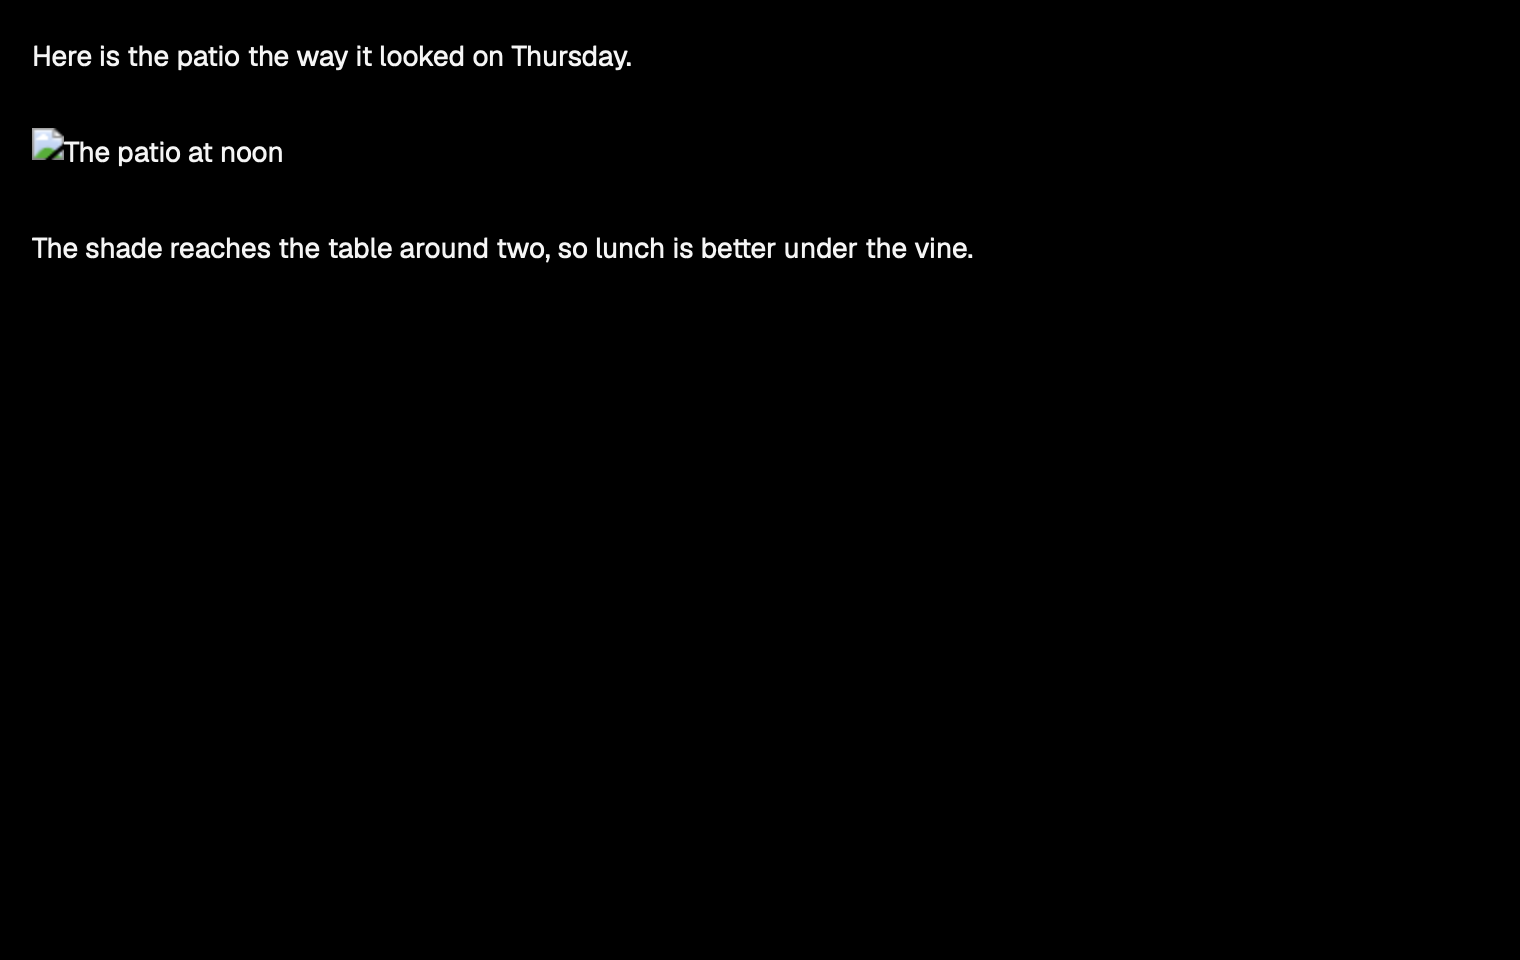 Here is the patio the way it looked on Thursday.
The patio at noon
The shade reaches the table around two, so lunch is better under the vine.